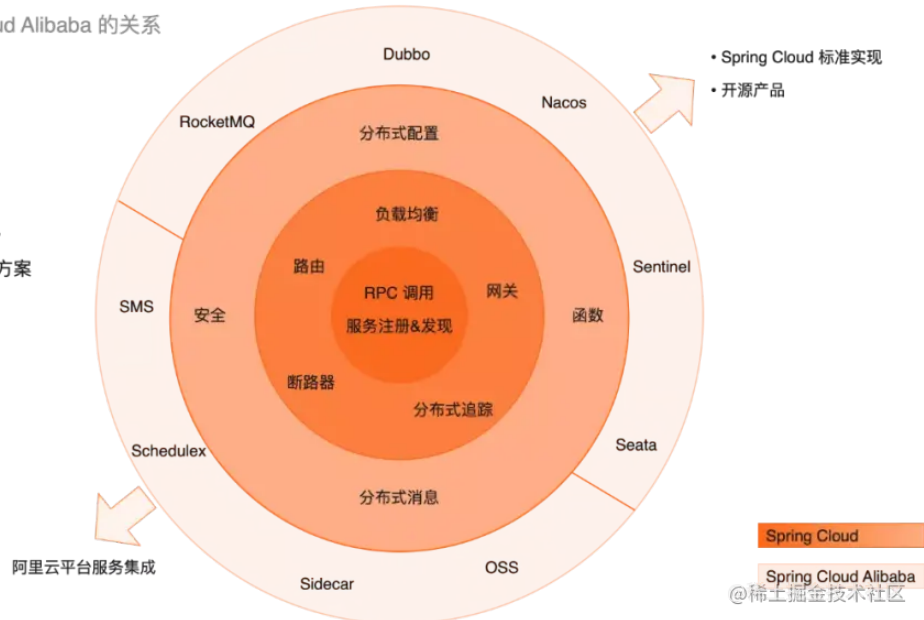 ud Alibaba 的关系
Dubbo
• Spring Cloud 标准实现
• 开源产品
Nacos
RocketMQ
分布式配置
负载均衡
方案
路由
Sentinel
RPC 调用
网关
SMS
安全
函数
服务注册&发现
断路器
分布式追踪
Schedulex
Seata
分布式消息
Spring Cloud
阿里云平台服务集成
OSS
Spring Cloud Alibaba
Sidecar
@稀土掘金技术社区